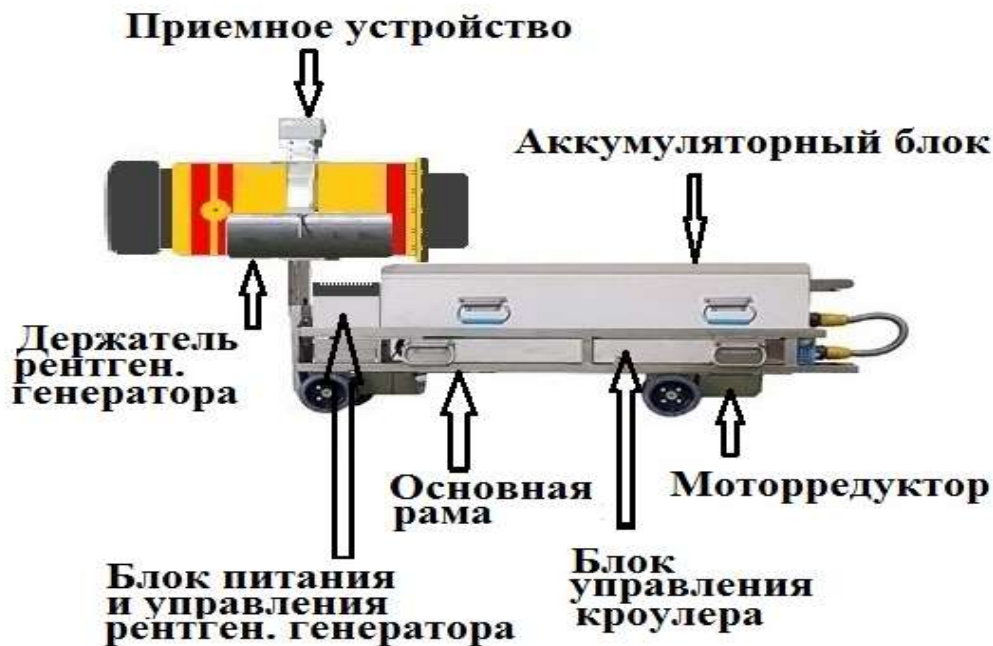 Приемное устройство
Аккумуляторный блок
Держатель
рентген.
генератора
Основная
рама
Моторредуктор
Блок питания
и управления
рентген. генератора
Блок
управления
кроулера